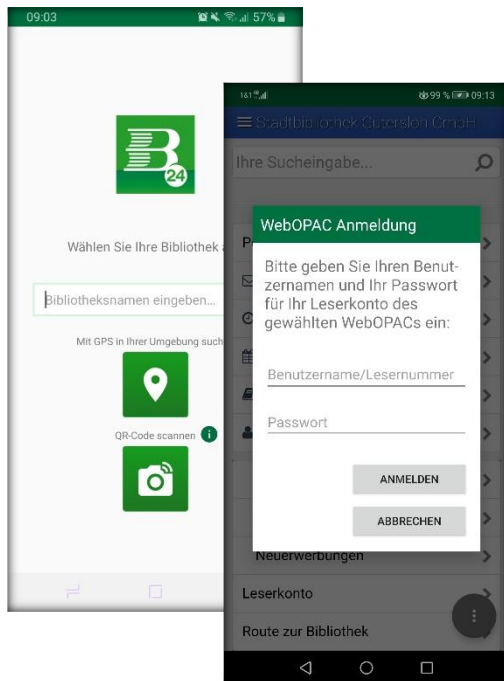 09:03
57%
B
24
Wählen Sie Ihre Bibliothek
Bibliotheksnamen eingeben...
Mit GPS in Ihrer Umgebung such
QR-Code scannen
i
1&1
99 % 09:13
Stadtbibliothek Gütersloh GmbH
Ihre Sucheingabe...
WebOPAC Anmeldung
Bitte geben Sie Ihren Benut-
zernamen und Ihr Passwort
für Ihr Leserkonto des
gewählten WebOPACs ein:
Benutzername/Lesernummer
Passwort
ANMELDEN
ABBRECHEN
Neuerwerbungen
Leserkonto
Route zur Bibliothek